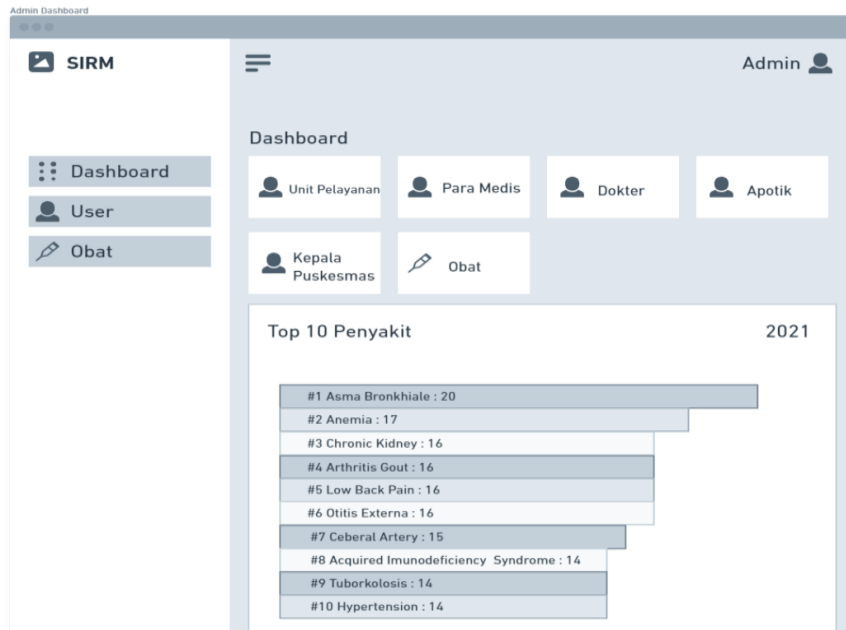 Admin Dashboard
SIRM
Admin
Dashboard
User
Obat
Dashboard
Unit Pelayanan
Para Medis
Dokter
Apotik
Kepala
Puskesmas
Obat
Top 10 Penyakit
2021
#1 Asma Bronkhiale : 20
#2 Anemia : 17
#3 Chronic Kidney : 16
#4 Arthritis Gout : 16
#5 Low Back Pain : 16
#6 Otitis Externa : 16
#7 Ceberal Artery : 15
#8 Acquired Imunodeficiency Syndrome : 14
#9 Tuborkolosis : 14
#10 Hypertension : 14